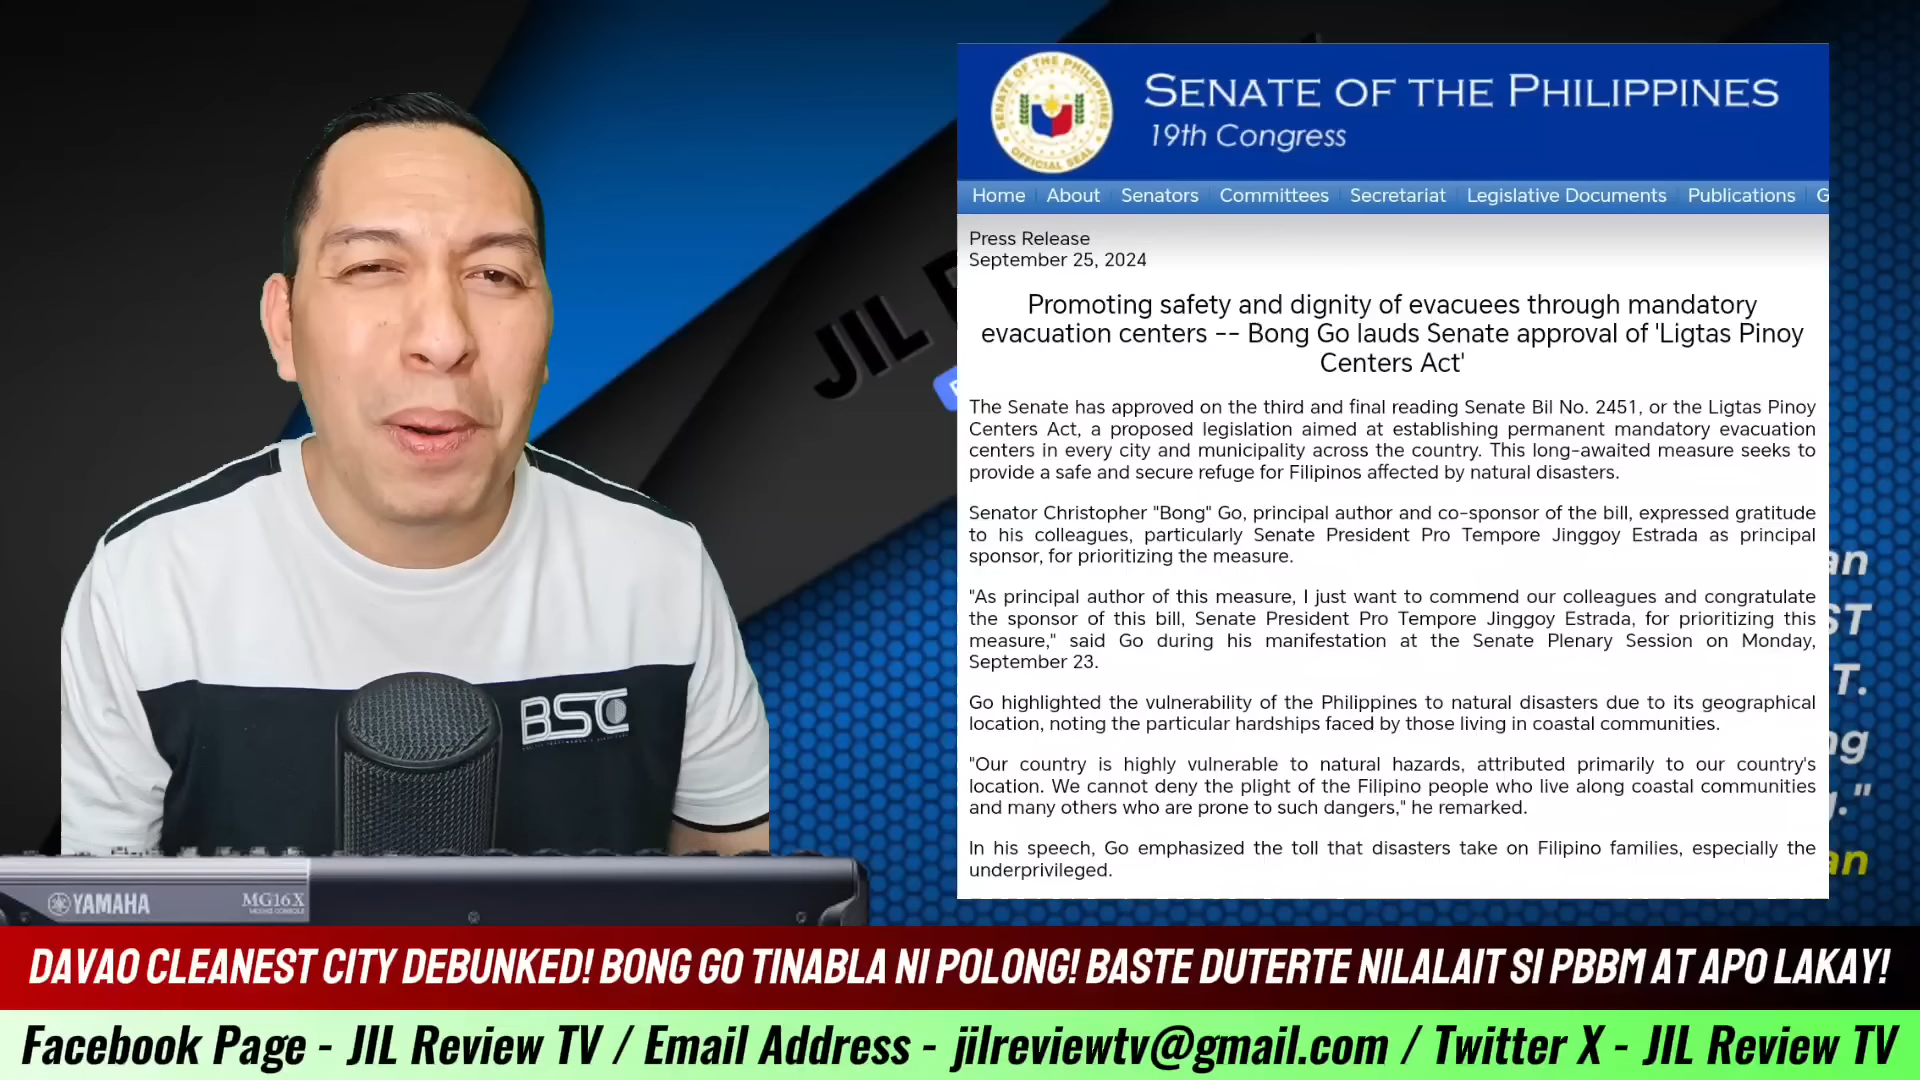 SENATE OF THE PHILIPPINES
OFFICIAL SEAL
SENATE OF THE PHILIPPINES
19th Congress
Home About Senators Committees Secretariat Legislative Documents Publications G
Press Release
September 25, 2024
Promoting safety and dignity of evacuees through mandatory
evacuation centers -- Bong Go lauds Senate approval of 'Ligtas Pinoy
Centers Act'
The Senate has approved on the third and final reading Senate Bil No. 2451, or the Ligtas Pinoy
Centers Act, a proposed legislation aimed at establishing permanent mandatory evacuation
centers in every city and municipality across the country. This long-awaited measure seeks to
provide a safe and secure refuge for Filipinos affected by natural disasters.
Senator Christopher "Bong" Go, principal author and co-sponsor of the bill, expressed gratitude
to his colleagues, particularly Senate President Pro Tempore Jinggoy Estrada as principal
sponsor, for prioritizing the measure.
"As principal author of this measure, I just want to commend our colleagues and congratulate
the sponsor of this bill, Senate President Pro Tempore Jinggoy Estrada, for prioritizing this
measure," said Go during his manifestation at the Senate Plenary Session on Monday,
September 23.
Go highlighted the vulnerability of the Philippines to natural disasters due to its geographical
location, noting the particular hardships faced by those living in coastal communities.
"Our country is highly vulnerable to natural hazards, attributed primarily to our country's
location. We cannot deny the plight of the Filipino people who live along coastal communities
and many others who are prone to such dangers," he remarked.
In his speech, Go emphasized the toll that disasters take on Filipino families, especially the
underprivileged.
JIL
an
ST
T.
ng
."
an
BSC
YAMAHA
MG16X
MIXING CONSOLE
DAVAO CLEANEST CITY DEBUNKED! BONG GO TINABLA NI POLONG! BASTE DUTERTE NILALAIT SI PBBM AT APO LAKAY!
Facebook Page - JIL Review TV / Email Address - jilreviewtv@gmail.com / Twitter X - JIL Review TV